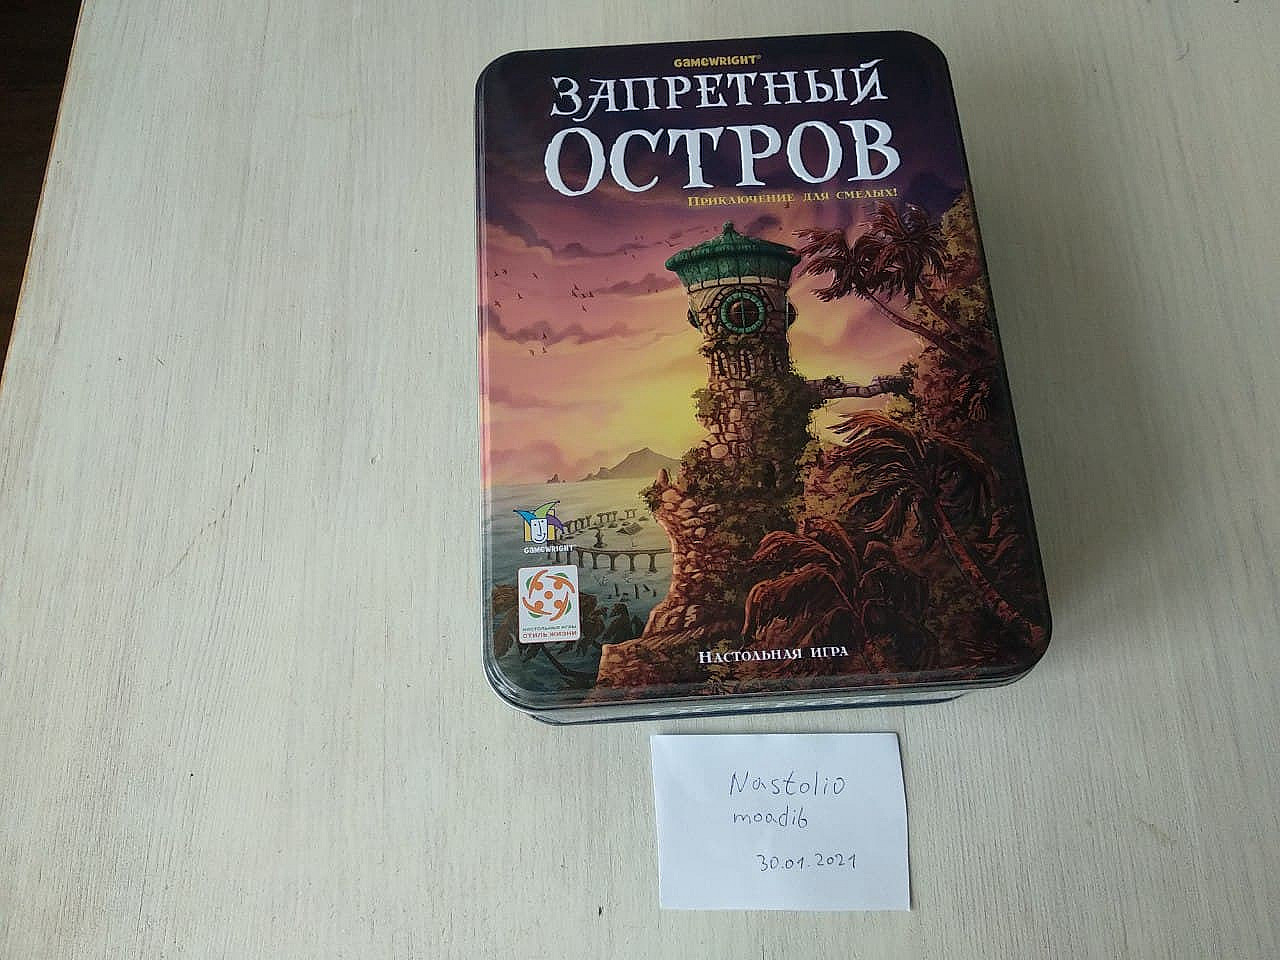 GAMEWRIGHT®
ЗАПРЕТНЫЙ
ОСТРОВ
Приключение для смелых!
GAMEWRIGHT
НАСТОЛЬНЫЕ ИГРЫ
СТИЛЬ ЖИЗНИ
Настольная игра
Nastolio
moadib
30.01.2021